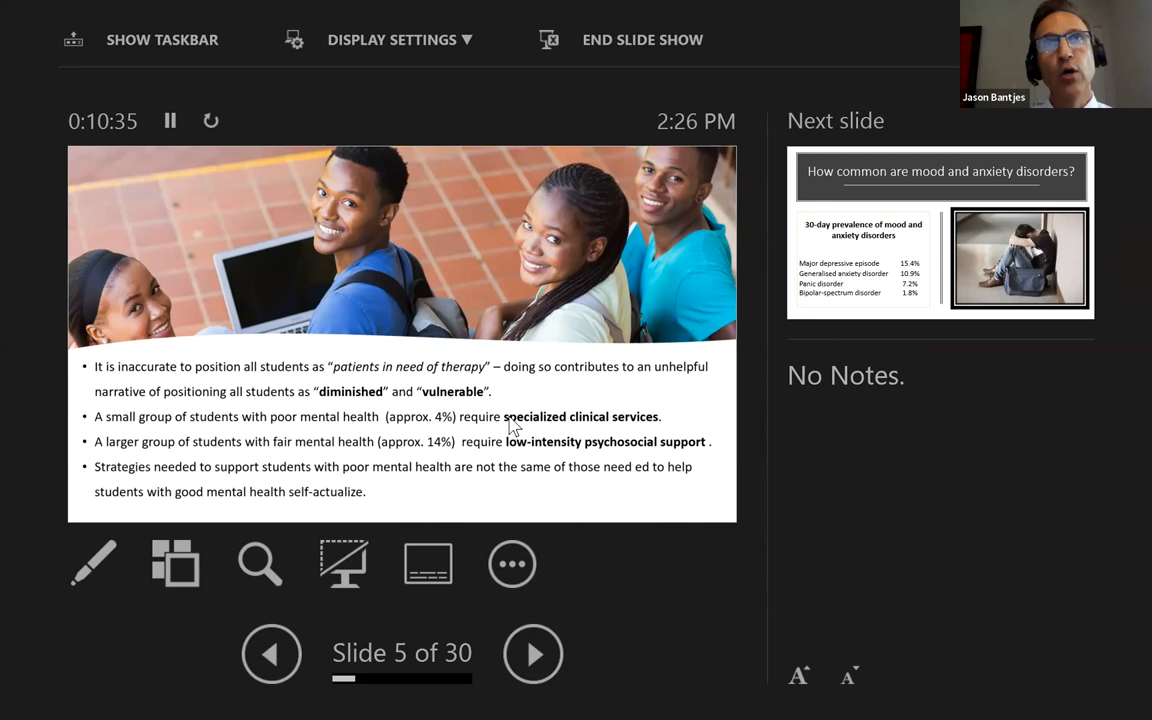 SHOW TASKBAR
DISPLAY SETTINGS ▼
END SLIDE SHOW
Jason Bantjes
0:10:35
2:26 PM
Next slide
• It is inaccurate to position all students as “patients in need of therapy” – doing so contributes to an unhelpful
narrative of positioning all students as “diminished” and “vulnerable”.
• A small group of students with poor mental health (approx. 4%) require specialized clinical services.
• A larger group of students with fair mental health (approx. 14%) require low-intensity psychosocial support .
• Strategies needed to support students with poor mental health are not the same of those need ed to help
students with good mental health self-actualize.
How common are mood and anxiety disorders?
30-day prevalence of mood and
anxiety disorders
Major depressive episode 15.4%
Generalised anxiety disorder 10.9%
Panic disorder 7.2%
Bipolar-spectrum disorder 1.8%
No Notes.
Slide 5 of 30
A A